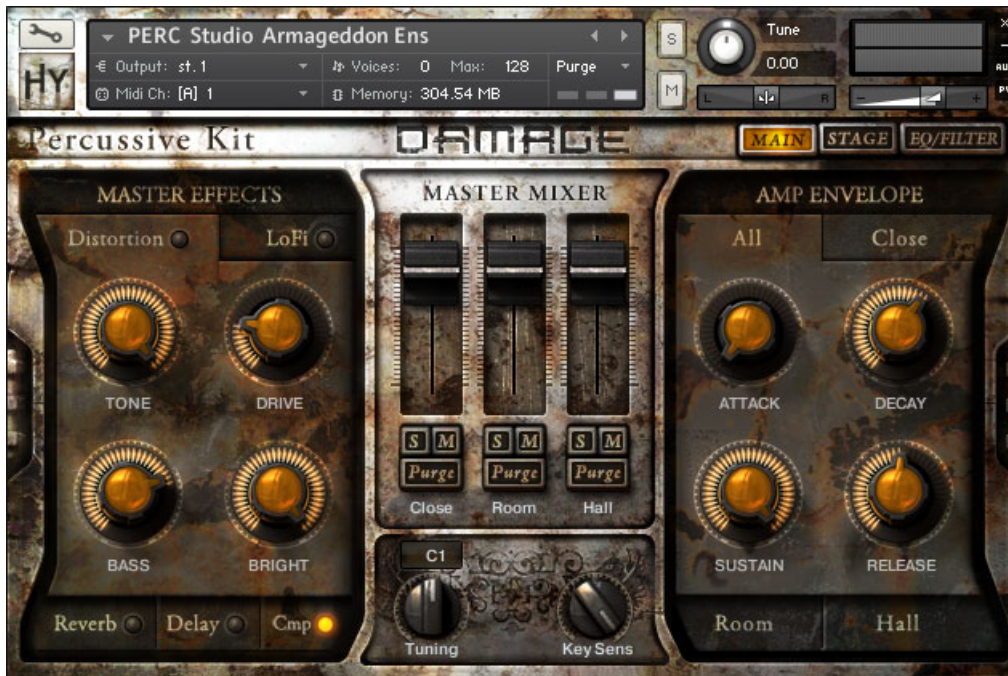 PERC Studio Armageddon Ens
Output: st.1
Voices: 0 Max: 128
Purge
Midi Ch: [A] 1
Memory: 304.54 MB
S
M
Tune
0.00
L R
- +
HY
Percussive Kit
DAMAGE
MAIN STAGE EQ/FILTER
MASTER EFFECTS
Distortion LoFi
TONE DRIVE
BASS BRIGHT
Reverb Delay Cmp
MASTER MIXER
S M S M S M
Purge Purge Purge
Close Room Hall
C1
Tuning Key Sens
AMP ENVELOPE
All Close
ATTACK DECAY
SUSTAIN RELEASE
Room Hall